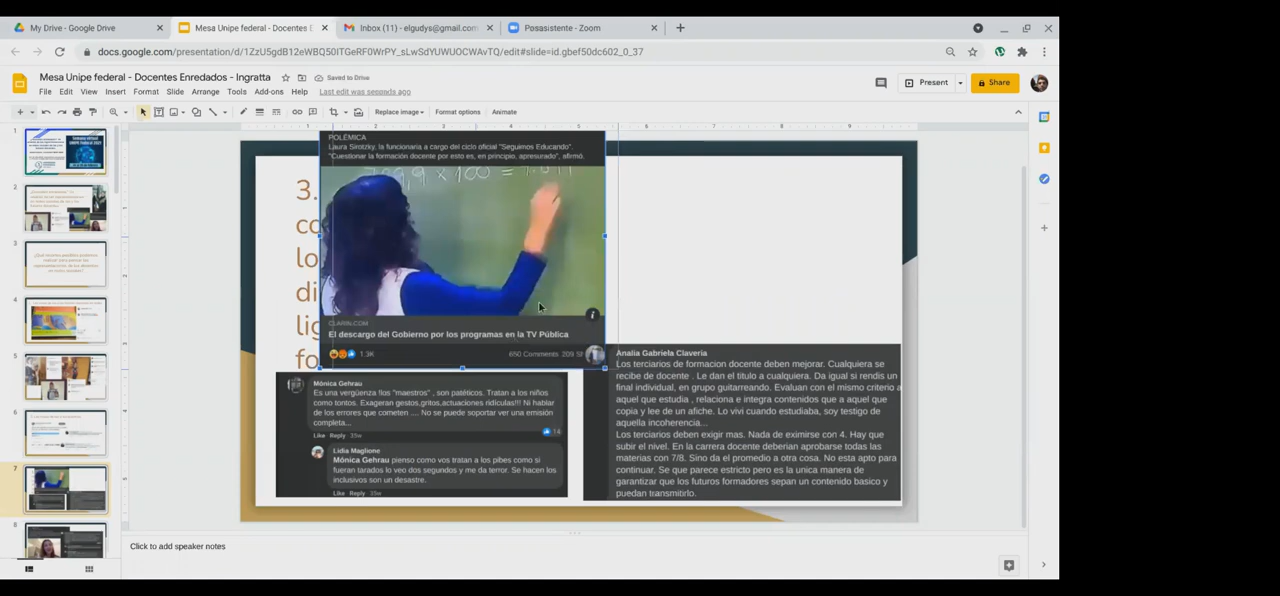 My Drive - Google Drive
Mesa Unipe federal - Docentes E
Inbox (11) - elgudys@gmail.com
Posasistente - Zoom
docs.google.com/presentation/d/1ZzU5gdB12eWBQ50ITGeRF0WrPY_sLwSdYUWUOCWAvTQ/edit#slide=id.gbef50dc602_0_37
Mesa Unipe federal - Docentes Enredados - Ingratta
Saved to Drive
File Edit View Insert Format Slide Arrange Tools Add-ons Help
Last edit was seconds ago
Present
Share
Replace image
Format options
Animate
POLÉMICA
Laura Sirotzky, la funcionaria a cargo del ciclo oficial "Seguimos Educando".
"Cuestionar la formación docente por esto es, en principio, apresurado", afirmó.
3.
co
lo
di
lig
fo
CLARIN.COM
El descargo del Gobierno por los programas en la TV Pública
1.3K
650 Comments
Mónica Gehrau
Es una vergüenza llos "maestros" , son patéticos. Tratan a los niños
como tontos. Exageran gestos,gritos,actuaciones ridículas!!! Ni hablar
de los errores que cometen .... No se puede soportar ver una emisión
completa...
14
Like Reply 35w
Lidia Maglione
Mónica Gehrau pienso como vos tratan a los pibes como si
fueran tarados lo veo dos segundos y me da terror. Se hacen los
inclusivos son un desastre.
Like Reply 35w
Analia Gabriela Claveria
Los terciarios de formacion docente deben mejorar. Cualquiera se
recibe de docente . Le dan el titulo a cualquiera. Da igual si rendis un
final individual, en grupo guitarreando. Evaluan con el mismo criterio a
aquel que estudia , relaciona e integra contenidos que a aquel que
copia y lee de un afiche. Lo vivi cuando estudiaba, soy testigo de
aquella incoherencia...
Los terciarios deben exigir mas. Nada de eximirse con 4. Hay que
subir el nivel. En la carrera docente deberian aprobarse todas las
materias con 7/8. Sino da el promedio a otra cosa. No esta apto para
continuar. Se que parece estricto pero es la unica manera de
garantizar que los futuros formadores sepan un contenido basico y
puedan transmitirlo.
Click to add speaker notes
1
2
3
4
5
6
7
8